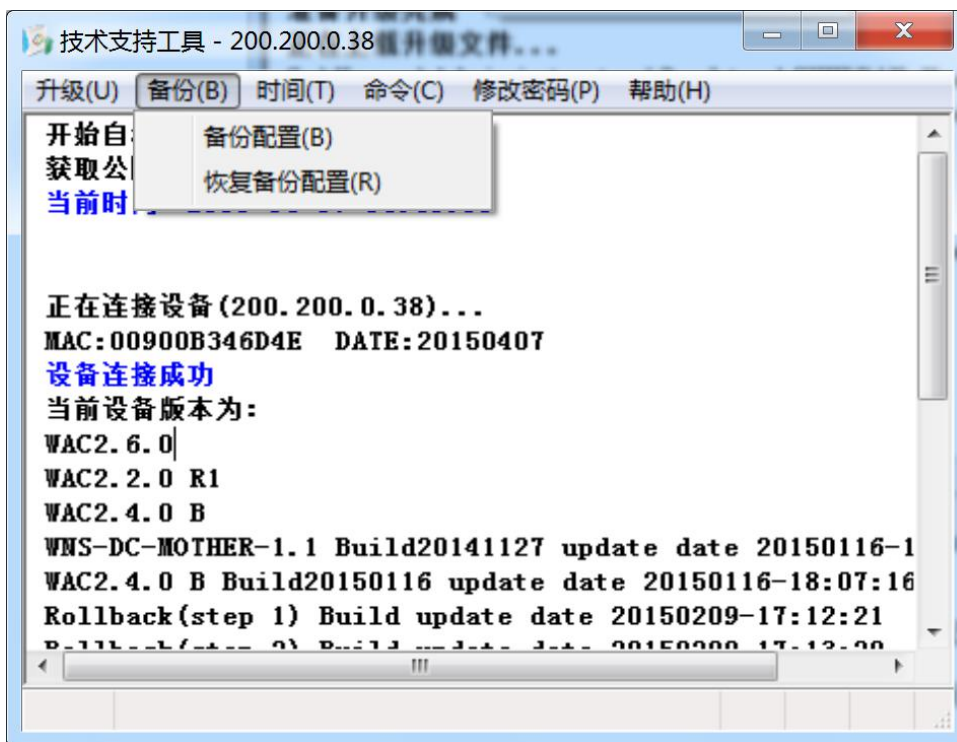 技术支持工具 - 200.200.0.38
升级(U) 备份(B) 时间(T) 命令(C) 修改密码(P) 帮助(H)
备份配置(B)
恢复备份配置(R)
开始自
获取公
当前时
正在连接设备(200.200.0.38)...
MAC:00900B346D4E DATE:20150407
设备连接成功
当前设备版本为:
WAC2.6.0
WAC2.2.0 R1
WAC2.4.0 B
WNS-DC-MOTHER-1.1 Build20141127 update date 20150116-1
WAC2.4.0 B Build20150116 update date 20150116-18:07:16
Rollback(step 1) Build update date 20150209-17:12:21